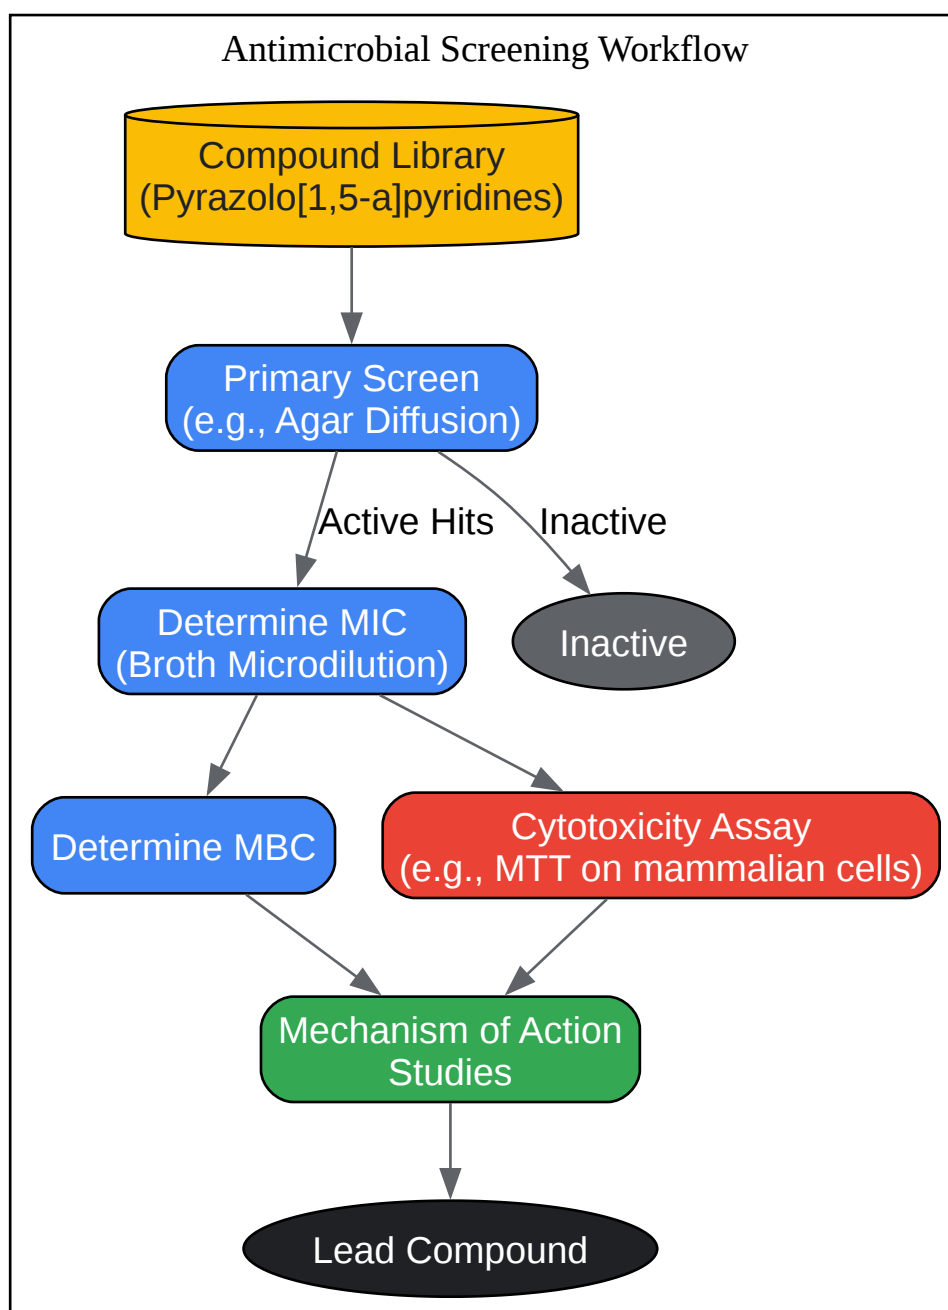 Antimicrobial Screening Workflow
Compound Library
(Pyrazolo[1,5-a]pyridines)
Primary Screen
(e.g., Agar Diffusion)
Active Hits
Inactive
Determine MIC
(Broth Microdilution)
Inactive
Determine MBC
Cytotoxicity Assay
(e.g., MTT on mammalian cells)
Mechanism of Action
Studies
Lead Compound